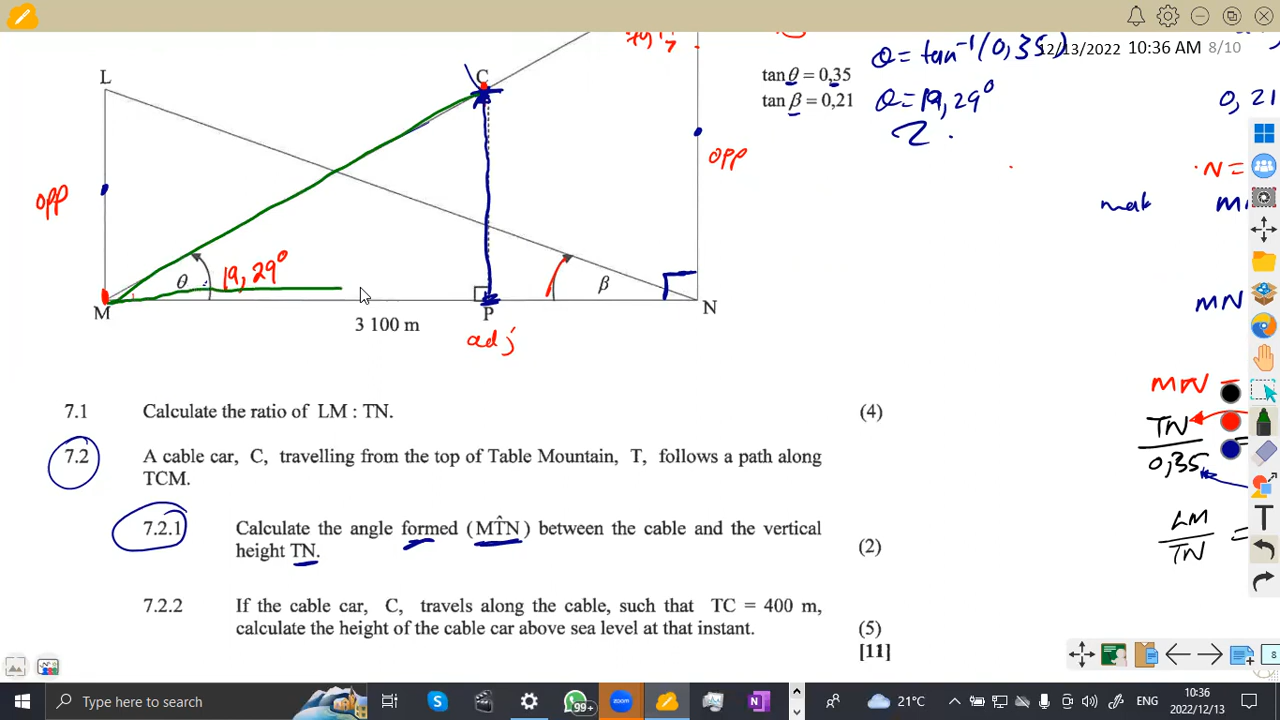 12/13/2022 10:36 AM 8/10
θ = tan⁻¹(0,35)
L
C
tan θ = 0,35
tan β = 0,21
θ = 19,29°
0,21
opp
opp
N =
mak
θ 19,29°
β
MN
M
3 100 m
P
N
adj
MN =
7.1 Calculate the ratio of LM : TN. (4)
TN
0,35
7.2 A cable car, C, travelling from the top of Table Mountain, T, follows a path along
TCM.
LM
TN =
7.2.1 Calculate the angle formed (MT̂N) between the cable and the vertical
height TN. (2)
7.2.2 If the cable car, C, travels along the cable, such that TC = 400 m,
calculate the height of the cable car above sea level at that instant. (5)
[11]
T
8
Type here to search
99+
21°C
ENG
10:36
2022/12/13